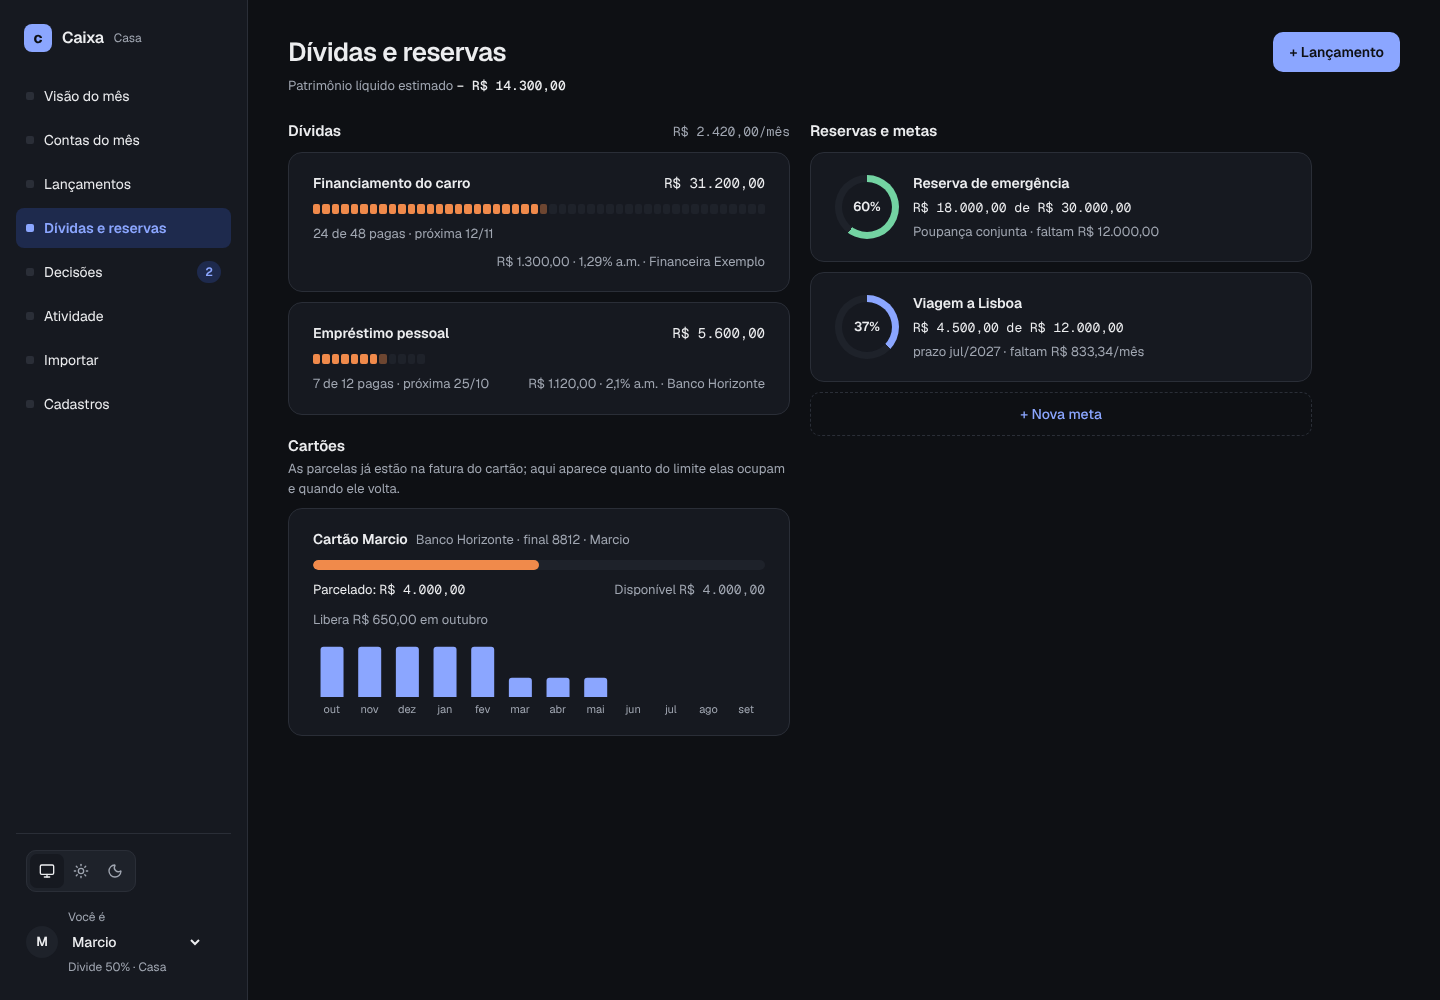 c Caixa Casa
Visão do mês
Contas do mês
Lançamentos
Dívidas e reservas
Decisões 2
Atividade
Importar
Cadastros
Você é
M Marcio
Divide 50% · Casa
Dívidas e reservas
+ Lançamento
Patrimônio líquido estimado − R$ 14.300,00
Dívidas R$ 2.420,00/mês
Financiamento do carro R$ 31.200,00
24 de 48 pagas · próxima 12/11
R$ 1.300,00 · 1,29% a.m. · Financeira Exemplo
Empréstimo pessoal R$ 5.600,00
7 de 12 pagas · próxima 25/10 R$ 1.120,00 · 2,1% a.m. · Banco Horizonte
Cartões
As parcelas já estão na fatura do cartão; aqui aparece quanto do limite elas ocupam
e quando ele volta.
Cartão Marcio Banco Horizonte · final 8812 · Marcio
Parcelado: R$ 4.000,00 Disponível R$ 4.000,00
Libera R$ 650,00 em outubro
out nov dez jan fev mar abr mai jun jul ago set
Reservas e metas
60%
Reserva de emergência
R$ 18.000,00 de R$ 30.000,00
Poupança conjunta · faltam R$ 12.000,00
37%
Viagem a Lisboa
R$ 4.500,00 de R$ 12.000,00
prazo jul/2027 · faltam R$ 833,34/mês
+ Nova meta